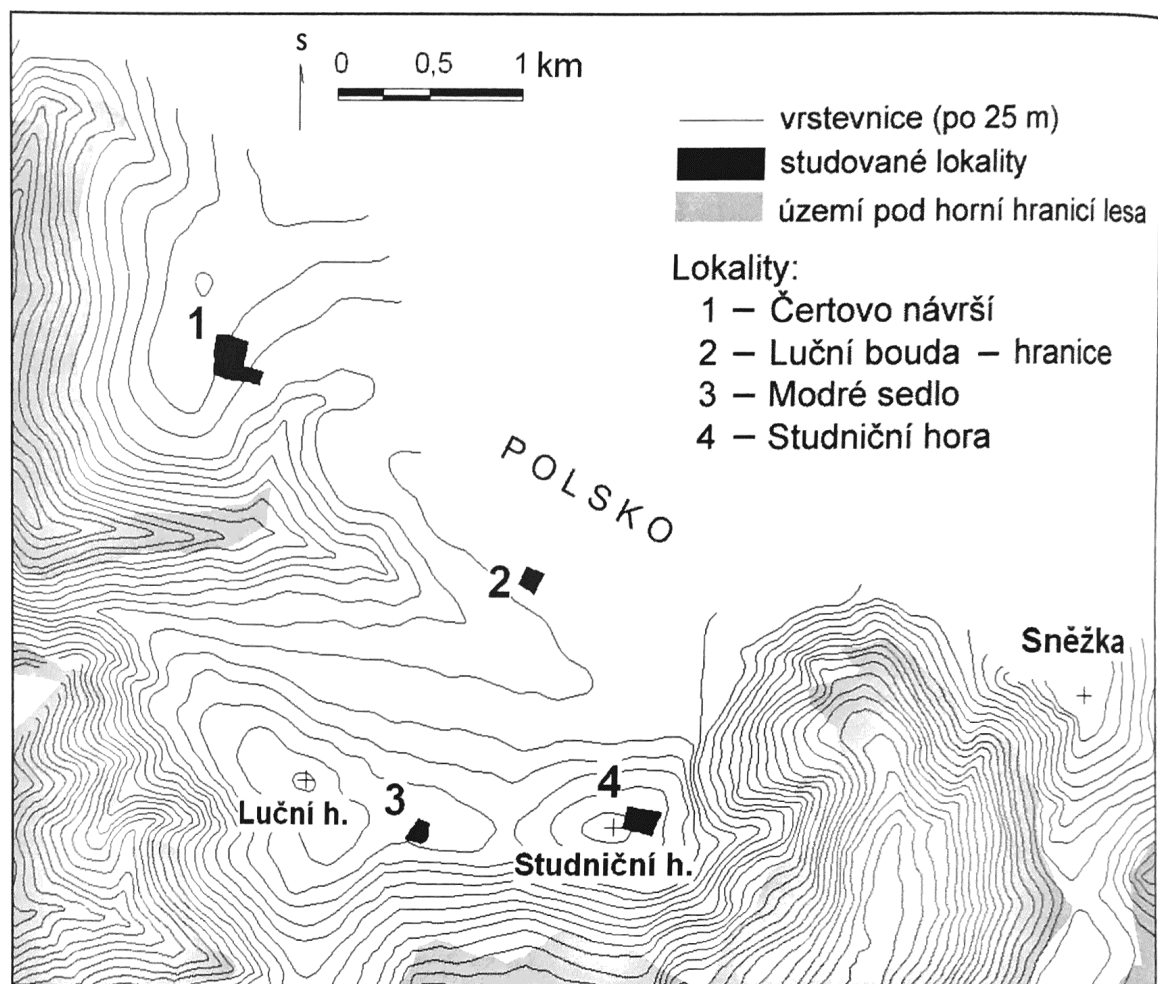 S
0 0,5 1 km
vrstevnice (po 25 m)
studované lokality
území pod horní hranicí lesa
Lokality:
1 – Čertovo návrší
2 – Luční bouda – hranice
3 – Modré sedlo
4 – Studniční hora
1
POLSKO
2
Sněžka
Luční h.
3
4
Studniční h.